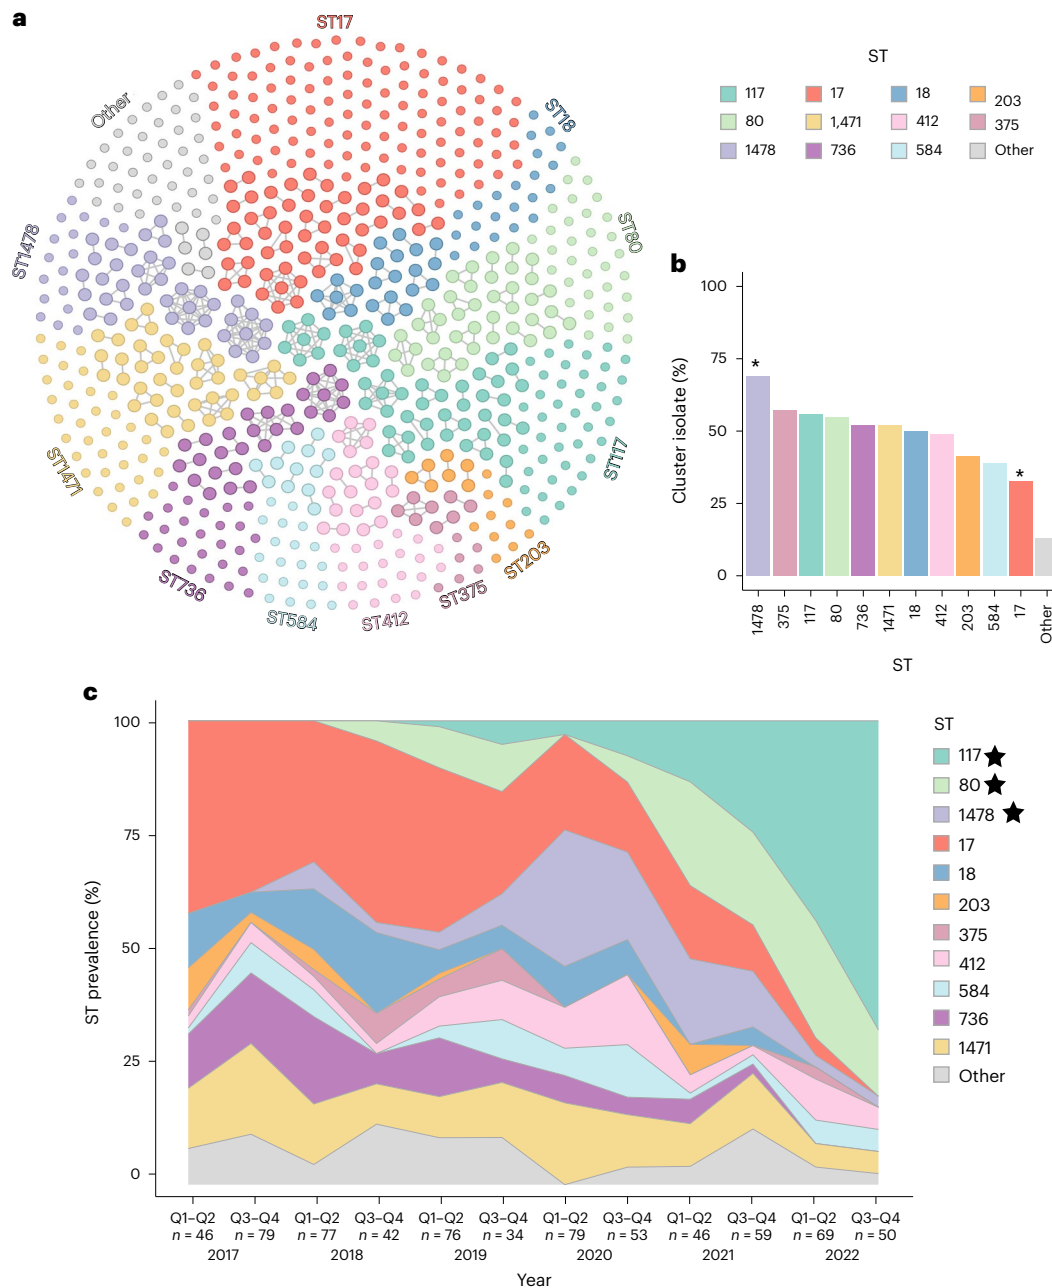 a
ST17
Other
ST18
ST80
ST1478
ST117
ST1471
ST203
ST736
ST375
ST584
ST412
ST
117
17
18
203
80
1,471
412
375
1478
736
584
Other
b
Cluster isolate (%)
100
75
50
25
0
*
*
1478
375
117
80
736
1471
18
412
203
584
17
Other
ST
c
ST prevalence (%)
100
75
50
25
0
Q1–Q2 Q3–Q4 Q1–Q2 Q3–Q4 Q1–Q2 Q3–Q4 Q1–Q2 Q3–Q4 Q1–Q2 Q3–Q4 Q1–Q2 Q3–Q4
n = 46 n = 79 n = 77 n = 42 n = 76 n = 34 n = 79 n = 53 n = 46 n = 59 n = 69 n = 50
2017 2018 2019 2020 2021 2022
Year
ST
117
80
1478
17
18
203
375
412
584
736
1471
Other